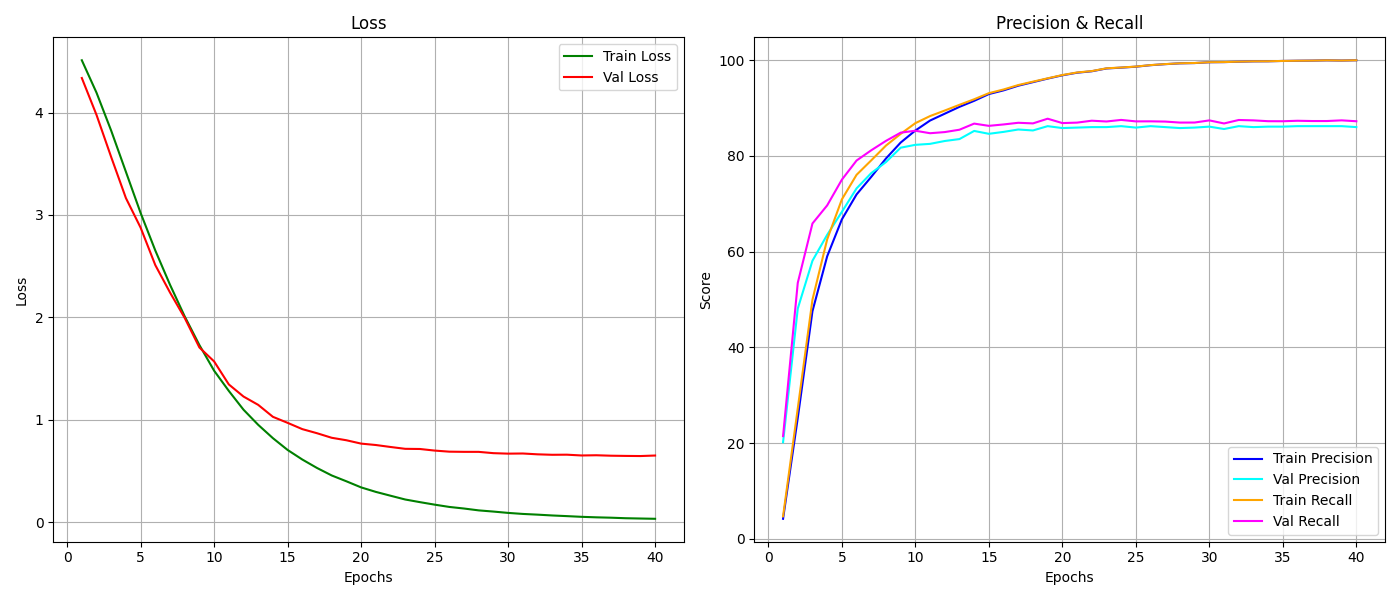 Loss
Train Loss
Val Loss
Loss
4
3
2
1
0
0 5 10 15 20 25 30 35 40
Epochs
Precision & Recall
Score
100
80
60
40
20
0
Train Precision
Val Precision
Train Recall
Val Recall
0 5 10 15 20 25 30 35 40
Epochs